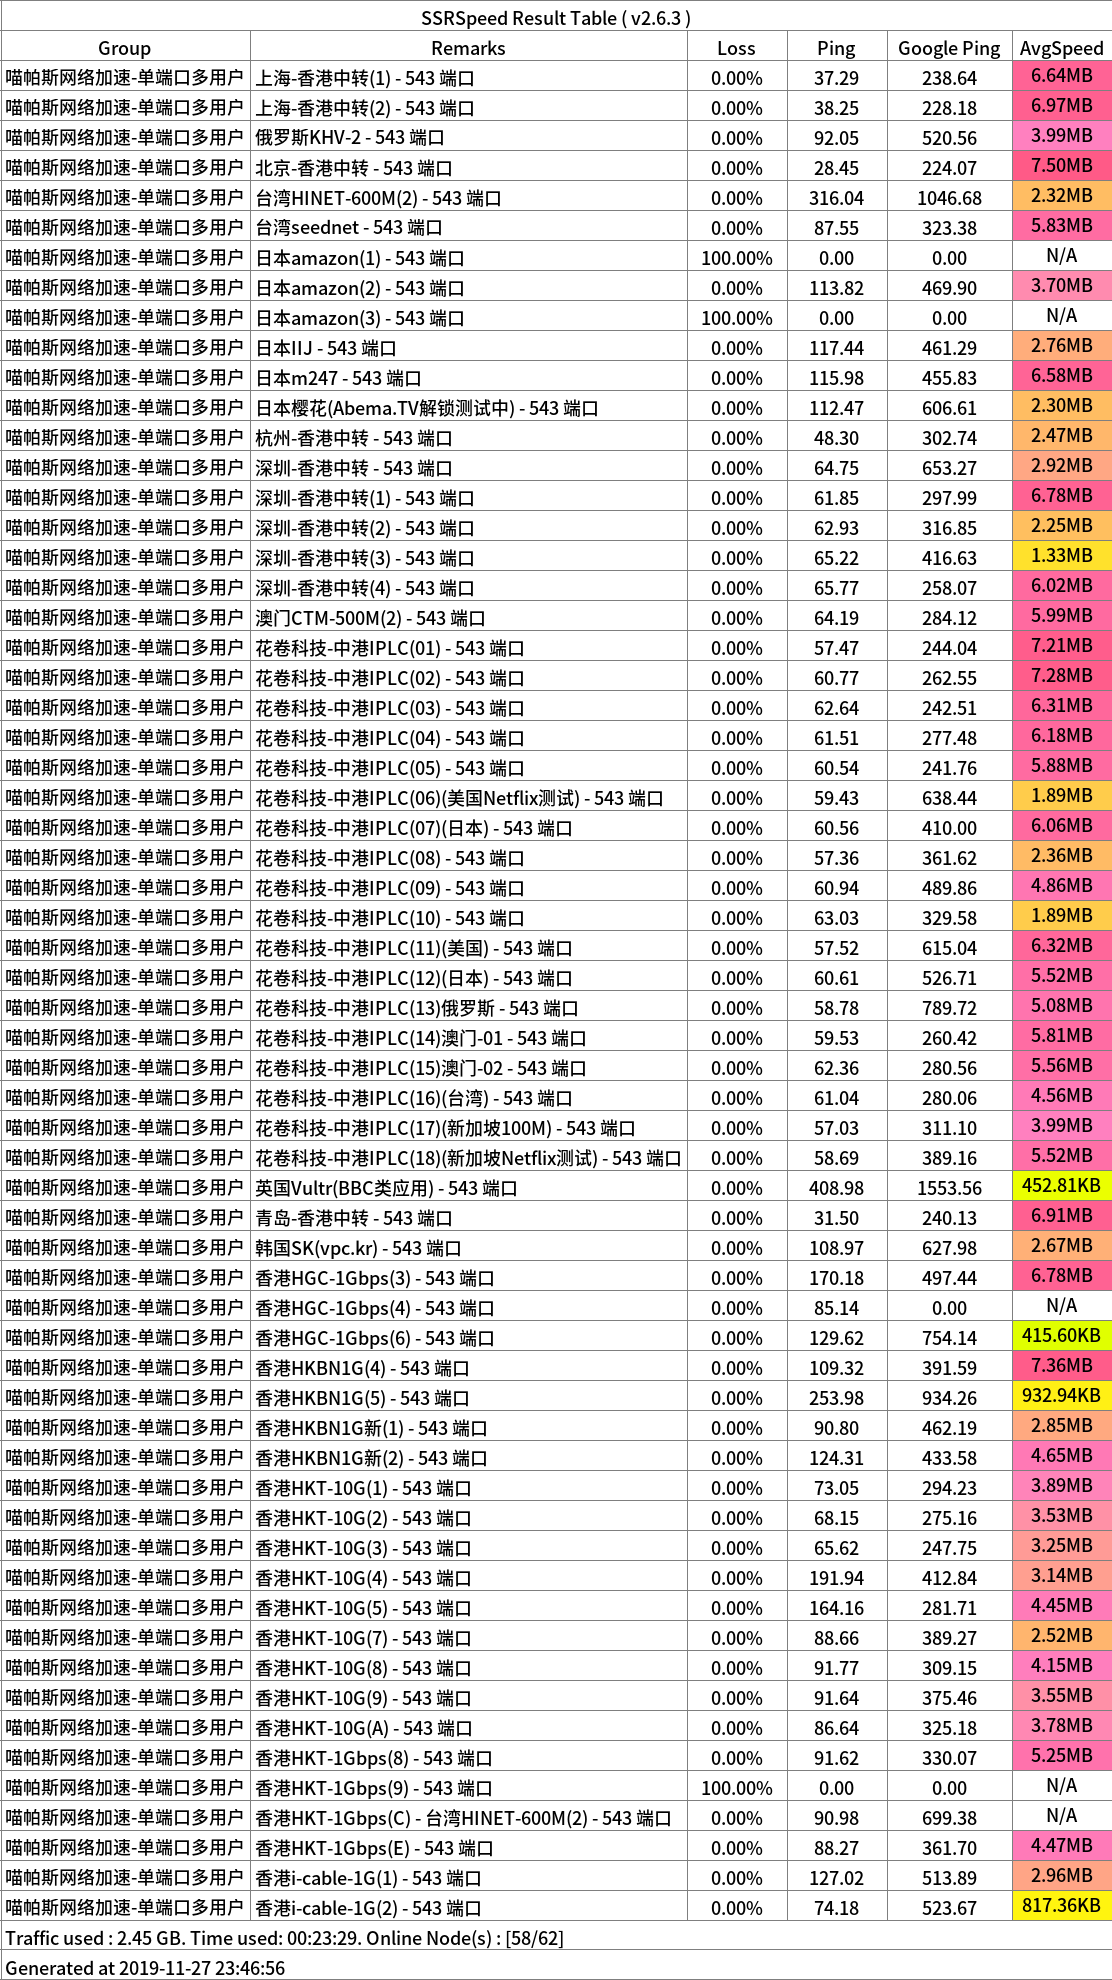 SSRSpeed Result Table ( v2.6.3 )
Group Remarks Loss Ping Google Ping AvgSpeed
喵帕斯网络加速-单端口多用户 上海-香港中转(1) - 543 端口 0.00% 37.29 238.64 6.64MB
喵帕斯网络加速-单端口多用户 上海-香港中转(2) - 543 端口 0.00% 38.25 228.18 6.97MB
喵帕斯网络加速-单端口多用户 俄罗斯KHV-2 - 543 端口 0.00% 92.05 520.56 3.99MB
喵帕斯网络加速-单端口多用户 北京-香港中转 - 543 端口 0.00% 28.45 224.07 7.50MB
喵帕斯网络加速-单端口多用户 台湾HINET-600M(2) - 543 端口 0.00% 316.04 1046.68 2.32MB
喵帕斯网络加速-单端口多用户 台湾seednet - 543 端口 0.00% 87.55 323.38 5.83MB
喵帕斯网络加速-单端口多用户 日本amazon(1) - 543 端口 100.00% 0.00 0.00 N/A
喵帕斯网络加速-单端口多用户 日本amazon(2) - 543 端口 0.00% 113.82 469.90 3.70MB
喵帕斯网络加速-单端口多用户 日本amazon(3) - 543 端口 100.00% 0.00 0.00 N/A
喵帕斯网络加速-单端口多用户 日本IIJ - 543 端口 0.00% 117.44 461.29 2.76MB
喵帕斯网络加速-单端口多用户 日本m247 - 543 端口 0.00% 115.98 455.83 6.58MB
喵帕斯网络加速-单端口多用户 日本樱花(Abema.TV解锁测试中) - 543 端口 0.00% 112.47 606.61 2.30MB
喵帕斯网络加速-单端口多用户 杭州-香港中转 - 543 端口 0.00% 48.30 302.74 2.47MB
喵帕斯网络加速-单端口多用户 深圳-香港中转 - 543 端口 0.00% 64.75 653.27 2.92MB
喵帕斯网络加速-单端口多用户 深圳-香港中转(1) - 543 端口 0.00% 61.85 297.99 6.78MB
喵帕斯网络加速-单端口多用户 深圳-香港中转(2) - 543 端口 0.00% 62.93 316.85 2.25MB
喵帕斯网络加速-单端口多用户 深圳-香港中转(3) - 543 端口 0.00% 65.22 416.63 1.33MB
喵帕斯网络加速-单端口多用户 深圳-香港中转(4) - 543 端口 0.00% 65.77 258.07 6.02MB
喵帕斯网络加速-单端口多用户 澳门CTM-500M(2) - 543 端口 0.00% 64.19 284.12 5.99MB
喵帕斯网络加速-单端口多用户 花卷科技-中港IPLC(01) - 543 端口 0.00% 57.47 244.04 7.21MB
喵帕斯网络加速-单端口多用户 花卷科技-中港IPLC(02) - 543 端口 0.00% 60.77 262.55 7.28MB
喵帕斯网络加速-单端口多用户 花卷科技-中港IPLC(03) - 543 端口 0.00% 62.64 242.51 6.31MB
喵帕斯网络加速-单端口多用户 花卷科技-中港IPLC(04) - 543 端口 0.00% 61.51 277.48 6.18MB
喵帕斯网络加速-单端口多用户 花卷科技-中港IPLC(05) - 543 端口 0.00% 60.54 241.76 5.88MB
喵帕斯网络加速-单端口多用户 花卷科技-中港IPLC(06)(美国Netflix测试) - 543 端口 0.00% 59.43 638.44 1.89MB
喵帕斯网络加速-单端口多用户 花卷科技-中港IPLC(07)(日本) - 543 端口 0.00% 60.56 410.00 6.06MB
喵帕斯网络加速-单端口多用户 花卷科技-中港IPLC(08) - 543 端口 0.00% 57.36 361.62 2.36MB
喵帕斯网络加速-单端口多用户 花卷科技-中港IPLC(09) - 543 端口 0.00% 60.94 489.86 4.86MB
喵帕斯网络加速-单端口多用户 花卷科技-中港IPLC(10) - 543 端口 0.00% 63.03 329.58 1.89MB
喵帕斯网络加速-单端口多用户 花卷科技-中港IPLC(11)(美国) - 543 端口 0.00% 57.52 615.04 6.32MB
喵帕斯网络加速-单端口多用户 花卷科技-中港IPLC(12)(日本) - 543 端口 0.00% 60.61 526.71 5.52MB
喵帕斯网络加速-单端口多用户 花卷科技-中港IPLC(13)俄罗斯 - 543 端口 0.00% 58.78 789.72 5.08MB
喵帕斯网络加速-单端口多用户 花卷科技-中港IPLC(14)澳门-01 - 543 端口 0.00% 59.53 260.42 5.81MB
喵帕斯网络加速-单端口多用户 花卷科技-中港IPLC(15)澳门-02 - 543 端口 0.00% 62.36 280.56 5.56MB
喵帕斯网络加速-单端口多用户 花卷科技-中港IPLC(16)(台湾) - 543 端口 0.00% 61.04 280.06 4.56MB
喵帕斯网络加速-单端口多用户 花卷科技-中港IPLC(17)(新加坡100M) - 543 端口 0.00% 57.03 311.10 3.99MB
喵帕斯网络加速-单端口多用户 花卷科技-中港IPLC(18)(新加坡Netflix测试) - 543 端口 0.00% 58.69 389.16 5.52MB
喵帕斯网络加速-单端口多用户 英国Vultr(BBC类应用) - 543 端口 0.00% 408.98 1553.56 452.81KB
喵帕斯网络加速-单端口多用户 青岛-香港中转 - 543 端口 0.00% 31.50 240.13 6.91MB
喵帕斯网络加速-单端口多用户 韩国SK(vpc.kr) - 543 端口 0.00% 108.97 627.98 2.67MB
喵帕斯网络加速-单端口多用户 香港HGC-1Gbps(3) - 543 端口 0.00% 170.18 497.44 6.78MB
喵帕斯网络加速-单端口多用户 香港HGC-1Gbps(4) - 543 端口 0.00% 85.14 0.00 N/A
喵帕斯网络加速-单端口多用户 香港HGC-1Gbps(6) - 543 端口 0.00% 129.62 754.14 415.60KB
喵帕斯网络加速-单端口多用户 香港HKBN1G(4) - 543 端口 0.00% 109.32 391.59 7.36MB
喵帕斯网络加速-单端口多用户 香港HKBN1G(5) - 543 端口 0.00% 253.98 934.26 932.94KB
喵帕斯网络加速-单端口多用户 香港HKBN1G新(1) - 543 端口 0.00% 90.80 462.19 2.85MB
喵帕斯网络加速-单端口多用户 香港HKBN1G新(2) - 543 端口 0.00% 124.31 433.58 4.65MB
喵帕斯网络加速-单端口多用户 香港HKT-10G(1) - 543 端口 0.00% 73.05 294.23 3.89MB
喵帕斯网络加速-单端口多用户 香港HKT-10G(2) - 543 端口 0.00% 68.15 275.16 3.53MB
喵帕斯网络加速-单端口多用户 香港HKT-10G(3) - 543 端口 0.00% 65.62 247.75 3.25MB
喵帕斯网络加速-单端口多用户 香港HKT-10G(4) - 543 端口 0.00% 191.94 412.84 3.14MB
喵帕斯网络加速-单端口多用户 香港HKT-10G(5) - 543 端口 0.00% 164.16 281.71 4.45MB
喵帕斯网络加速-单端口多用户 香港HKT-10G(7) - 543 端口 0.00% 88.66 389.27 2.52MB
喵帕斯网络加速-单端口多用户 香港HKT-10G(8) - 543 端口 0.00% 91.77 309.15 4.15MB
喵帕斯网络加速-单端口多用户 香港HKT-10G(9) - 543 端口 0.00% 91.64 375.46 3.55MB
喵帕斯网络加速-单端口多用户 香港HKT-10G(A) - 543 端口 0.00% 86.64 325.18 3.78MB
喵帕斯网络加速-单端口多用户 香港HKT-1Gbps(8) - 543 端口 0.00% 91.62 330.07 5.25MB
喵帕斯网络加速-单端口多用户 香港HKT-1Gbps(9) - 543 端口 100.00% 0.00 0.00 N/A
喵帕斯网络加速-单端口多用户 香港HKT-1Gbps(C) - 台湾HINET-600M(2) - 543 端口 0.00% 90.98 699.38 N/A
喵帕斯网络加速-单端口多用户 香港HKT-1Gbps(E) - 543 端口 0.00% 88.27 361.70 4.47MB
喵帕斯网络加速-单端口多用户 香港i-cable-1G(1) - 543 端口 0.00% 127.02 513.89 2.96MB
喵帕斯网络加速-单端口多用户 香港i-cable-1G(2) - 543 端口 0.00% 74.18 523.67 817.36KB
Traffic used : 2.45 GB. Time used: 00:23:29. Online Node(s) : [58/62]
Generated at 2019-11-27 23:46:56